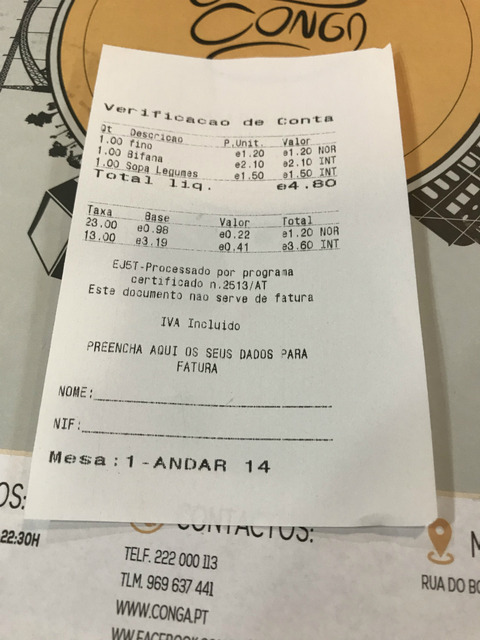 CONGA
Verificacao de Conta
Qt Descricao P.Unit. Valor
1.00 fino e1.20 e1.20 NOR
1.00 Bifana e2.10 e2.10 INT
1.00 Sopa Legumes e1.50 e1.50 INT
Total liq. e4.80
Taxa Base Valor Total
23.00 e0.98 e0.22 e1.20 NOR
13.00 e3.19 e0.41 e3.60 INT
EJ5T-Processado por programa
certificado n.2513/AT
Este documento nao serve de fatura
IVA Incluido
PREENCHA AQUI OS SEUS DADOS PARA
FATURA
NOME:
NIF:
Mesa: 1-ANDAR 14
OS:
22:30H
CONTACTOS:
TELF. 222 000 113
TLM. 969 637 441
WWW.CONGA.PT
WW.FACEBOOK.CO
M
RUA DO BO